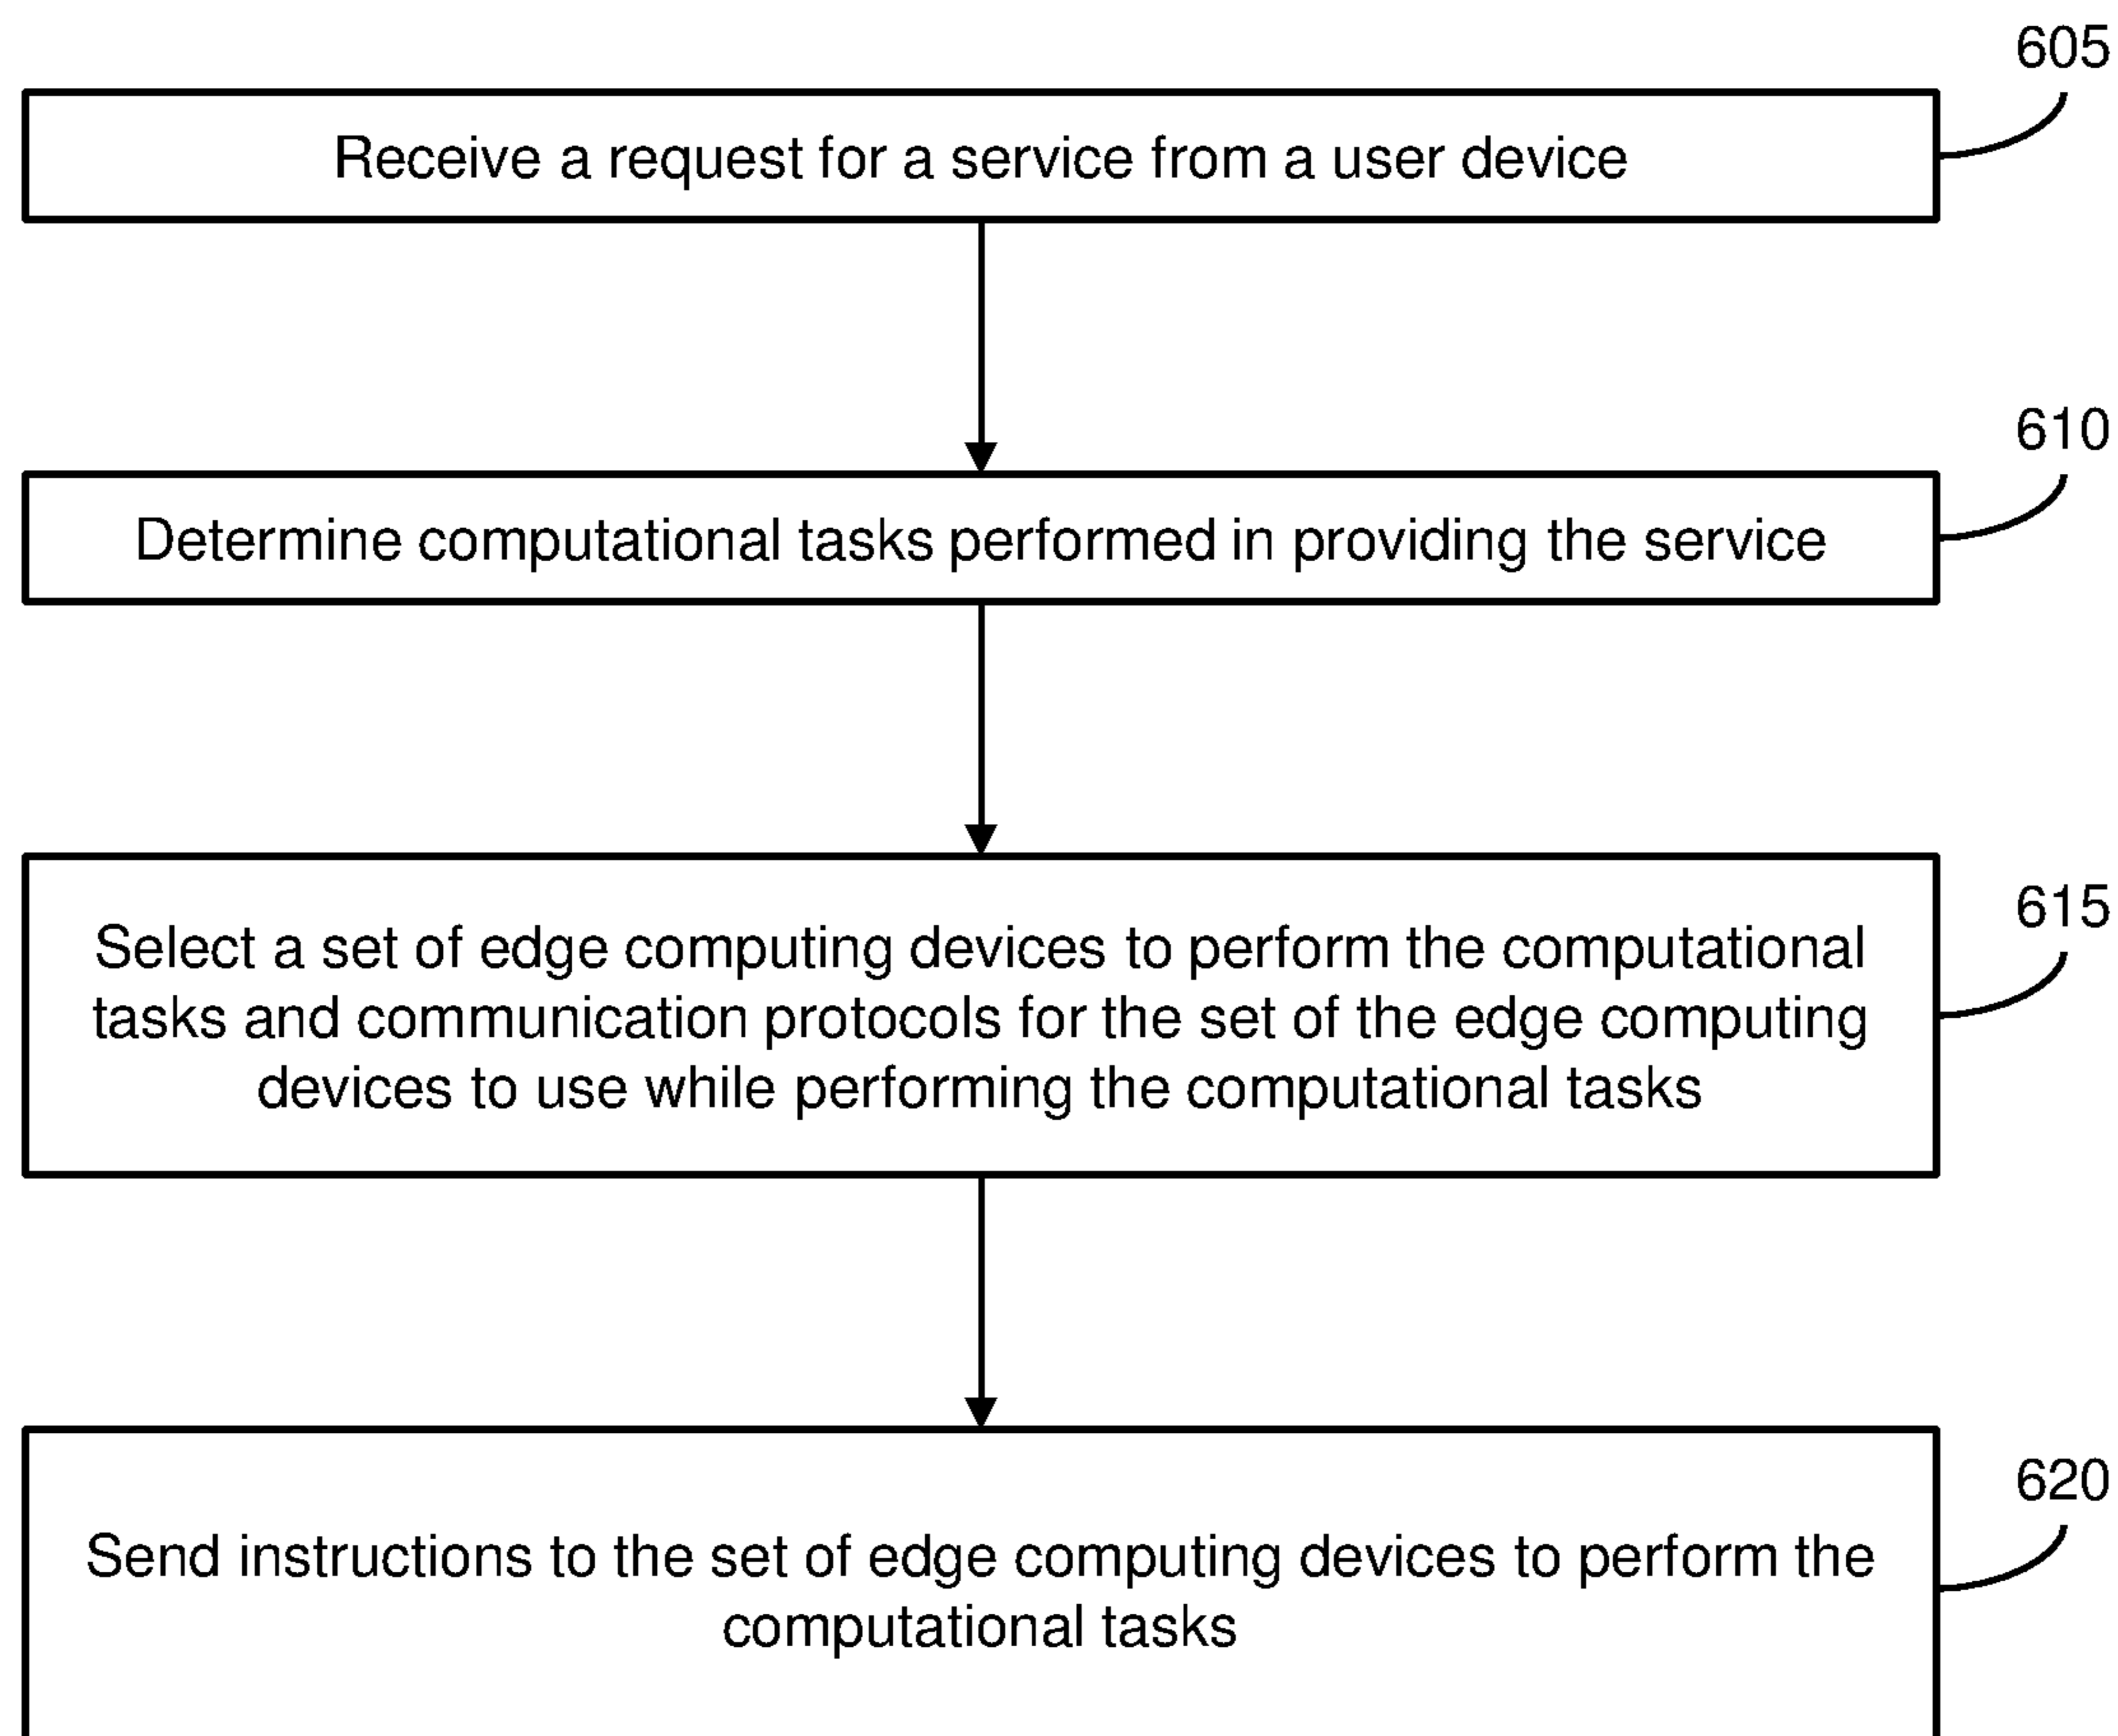 605
Receive a request for a service from a user device
610
Determine computational tasks performed in providing the service
615
Select a set of edge computing devices to perform the computational
tasks and communication protocols for the set of the edge computing
devices to use while performing the computational tasks
620
Send instructions to the set of edge computing devices to perform the
computational tasks